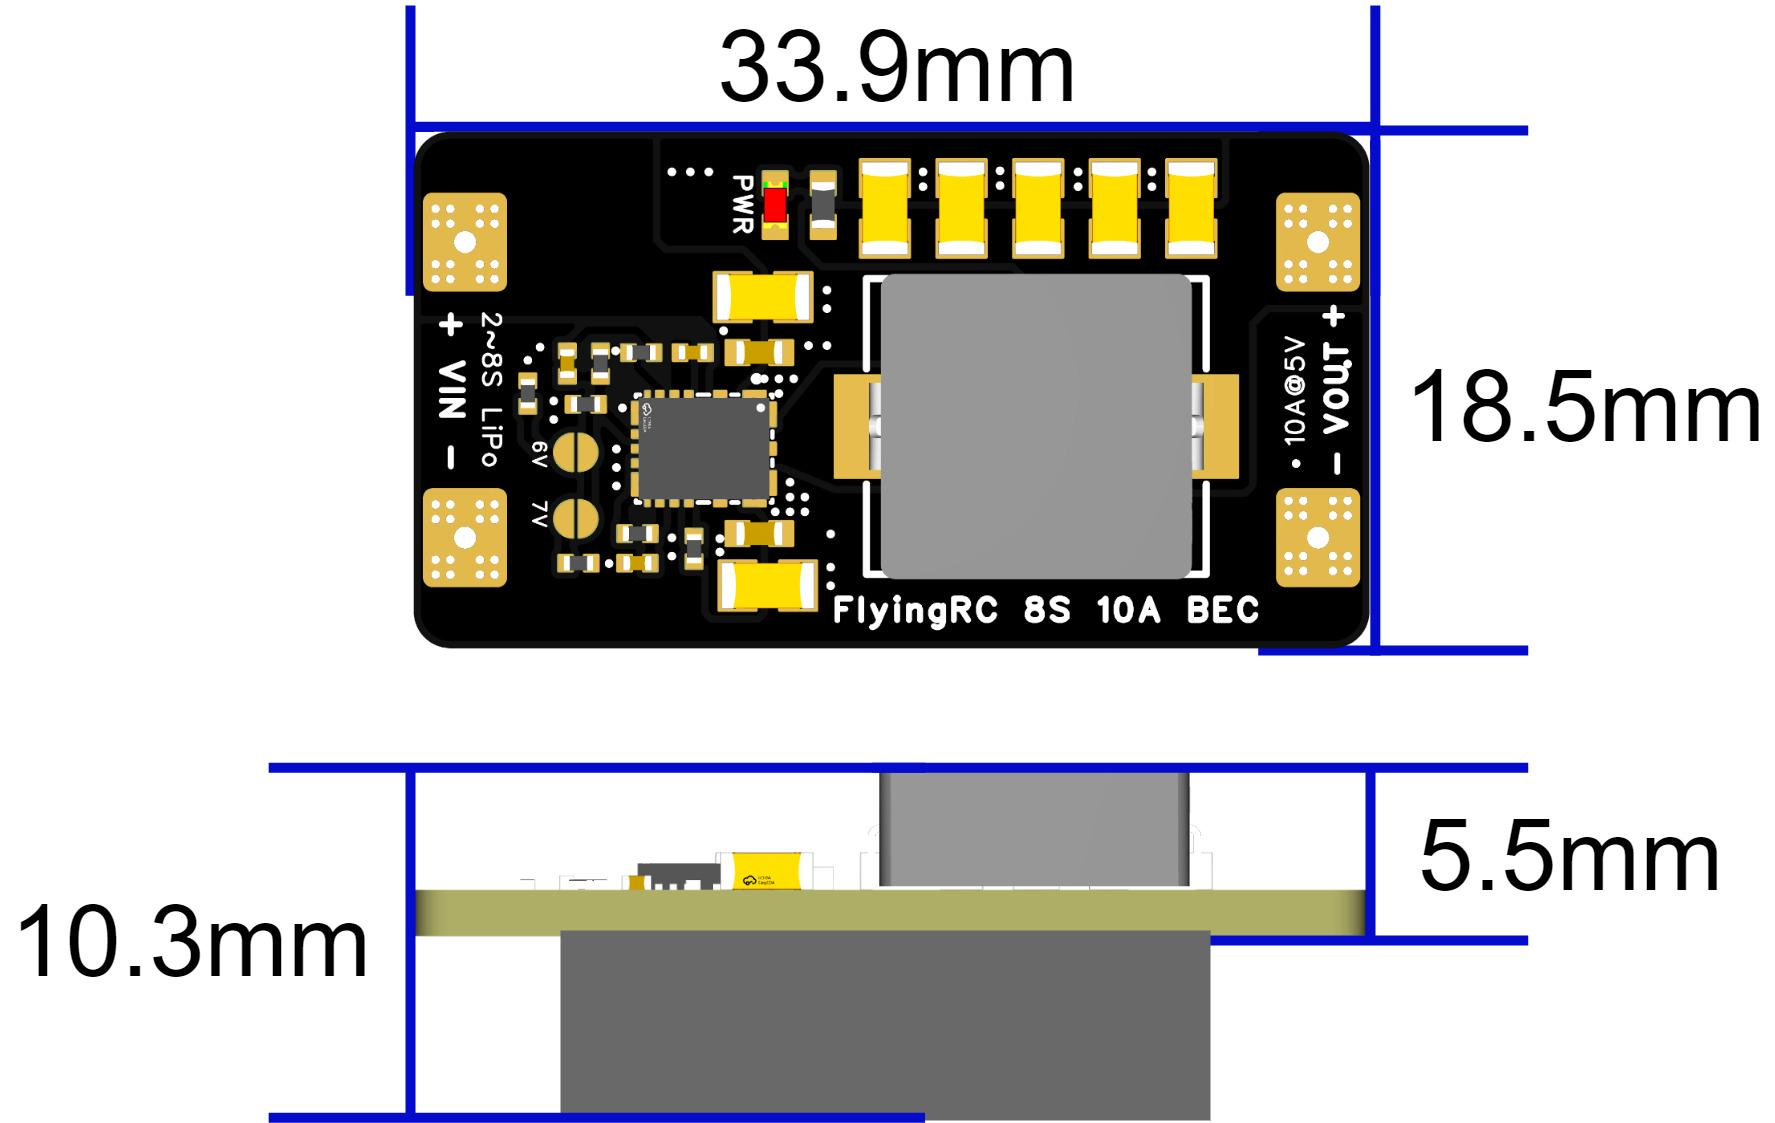 33.9mm
PWR
+ VIN -
2~8S LiPo
6V
7V
+ VOUT -
• 10A@5V
18.5mm
FlyingRC 8S 10A BEC
5.5mm
10.3mm